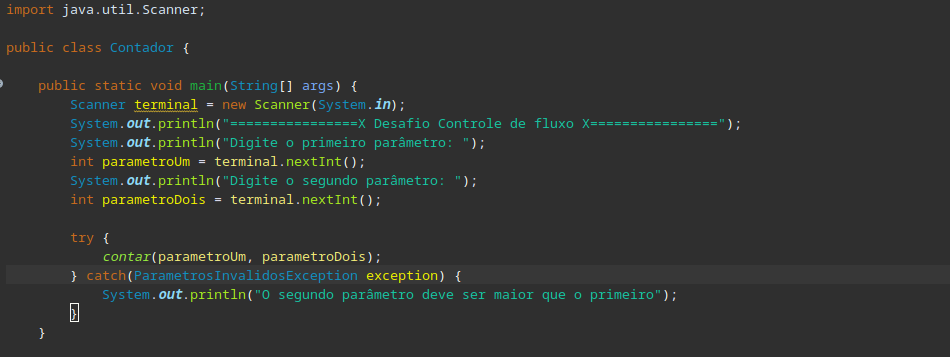 import java.util.Scanner;
public class Contador {
public static void main(String[] args) {
Scanner terminal = new Scanner(System.in);
System.out.println("================X Desafio Controle de fluxo X================");
System.out.println("Digite o primeiro parâmetro: ");
int parametroUm = terminal.nextInt();
System.out.println("Digite o segundo parâmetro: ");
int parametroDois = terminal.nextInt();
try {
contar(parametroUm, parametroDois);
} catch(ParametrosInvalidosException exception) {
System.out.println("O segundo parâmetro deve ser maior que o primeiro");
}
}